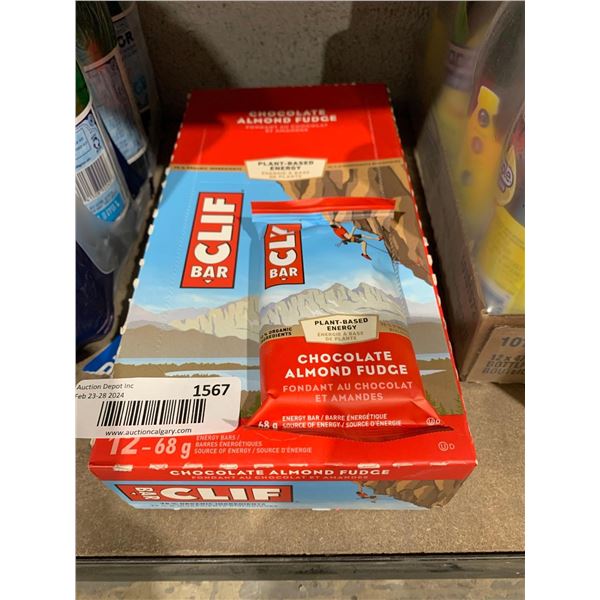 CHOCOLATE
ALMOND FUDGE
FONDANT AU CHOCOLAT
ET AMANDES
PLANT-BASED
ENERGY
ÉNERGIE À BASE
DE PLANTE
CLIF
BAR
CLIF
BAR
PLANT-BASED
ENERGY
ÉNERGIE À BASE
DE PLANTE
ORGANIC
CHOCOLATE
ALMOND FUDGE
FONDANT AU CHOCOLAT
ET AMANDES
ENERGY BAR / BARRE ÉNERGÉTIQUE
SOURCE OF ENERGY / SOURCE D'ÉNERGIE
68 g
Auction Depot Inc
Feb 23-28 2024
1567
www.auctioncalgary.com
12-68 g
ENERGY BARS /
BARRES ÉNERGÉTIQUES
SOURCE OF ENERGY / SOURCE D'ÉNERGIE
CHOCOLATE ALMOND FUDGE
FONDANT AU CHOCOLAT ET AMANDES
CLIF
BAR